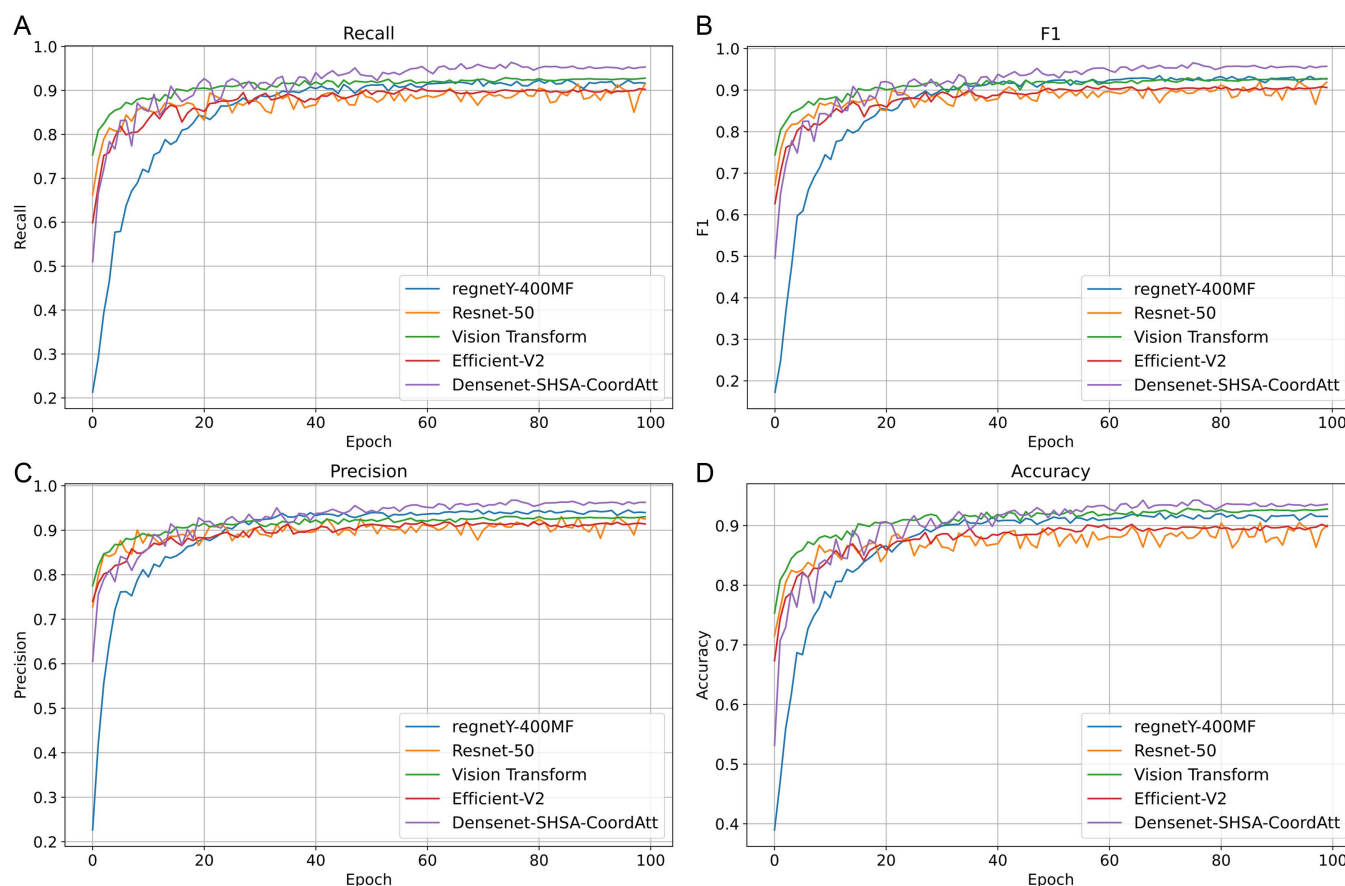 A
Recall
1.0
0.9
0.8
0.7
0.6
0.5
0.4
0.3
0.2
Recall
0
20
40
60
80
100
Epoch
regnetY-400MF
Resnet-50
Vision Transform
Efficient-V2
Densenet-SHSA-CoordAtt
B
F1
1.0
0.9
0.8
0.7
0.6
0.5
0.4
0.3
0.2
F1
0
20
40
60
80
100
Epoch
regnetY-400MF
Resnet-50
Vision Transform
Efficient-V2
Densenet-SHSA-CoordAtt
C
Precision
1.0
0.9
0.8
0.7
0.6
0.5
0.4
0.3
0.2
Precision
0
20
40
60
80
100
Epoch
regnetY-400MF
Resnet-50
Vision Transform
Efficient-V2
Densenet-SHSA-CoordAtt
D
Accuracy
0.9
0.8
0.7
0.6
0.5
0.4
Accuracy
0
20
40
60
80
100
Epoch
regnetY-400MF
Resnet-50
Vision Transform
Efficient-V2
Densenet-SHSA-CoordAtt